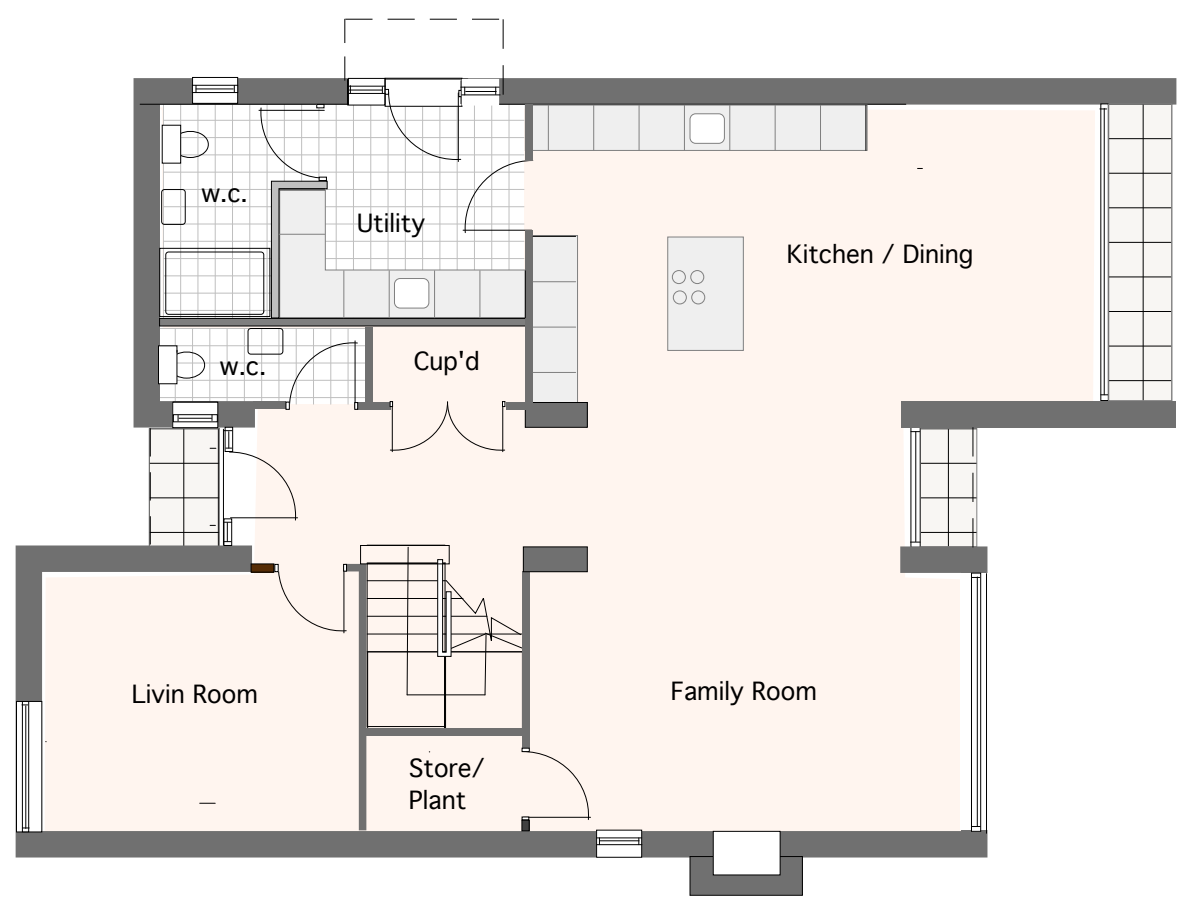 w.c.
Utility
Kitchen / Dining
w.c.
Cup'd
Livin Room
Family Room
Store/
Plant